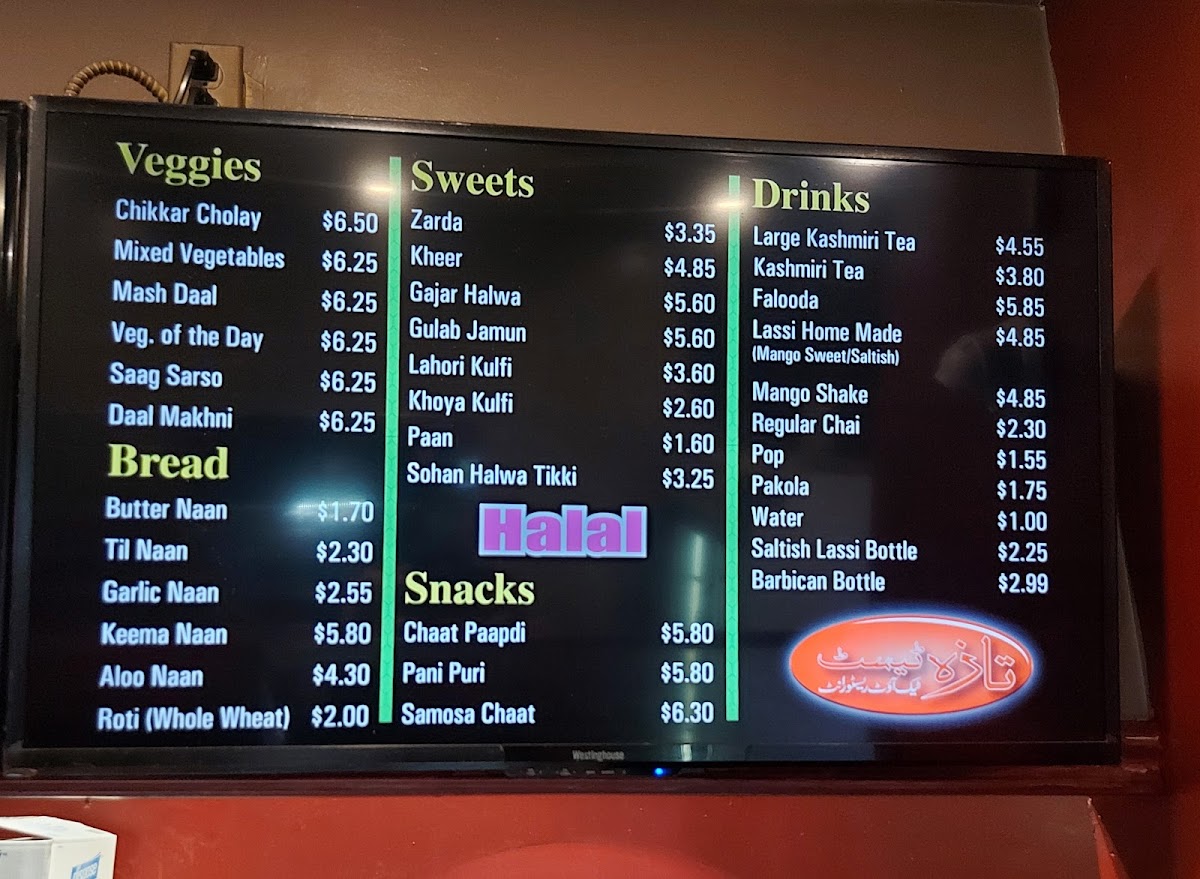 Veggies
Chikkar Cholay $6.50
Mixed Vegetables $6.25
Mash Daal $6.25
Veg. of the Day $6.25
Saag Sarso $6.25
Daal Makhni $6.25
Bread
Butter Naan $1.70
Til Naan $2.30
Garlic Naan $2.55
Keema Naan $5.80
Aloo Naan $4.30
Roti (Whole Wheat) $2.00
Sweets
Zarda $3.35
Kheer $4.85
Gajar Halwa $5.60
Gulab Jamun $5.60
Lahori Kulfi $3.60
Khoya Kulfi $2.60
Paan $1.60
Sohan Halwa Tikki $3.25
Halal
Snacks
Chaat Paapdi $5.80
Pani Puri $5.80
Samosa Chaat $6.30
Drinks
Large Kashmiri Tea $4.55
Kashmiri Tea $3.80
Falooda $5.85
Lassi Home Made $4.85
(Mango Sweet/Saltish)
Mango Shake $4.85
Regular Chai $2.30
Pop $1.55
Pakola $1.75
Water $1.00
Saltish Lassi Bottle $2.25
Barbican Bottle $2.99
تازہ ٹیسٹ
ٹیک آوٹ ریسٹورانٹ
Westinghouse